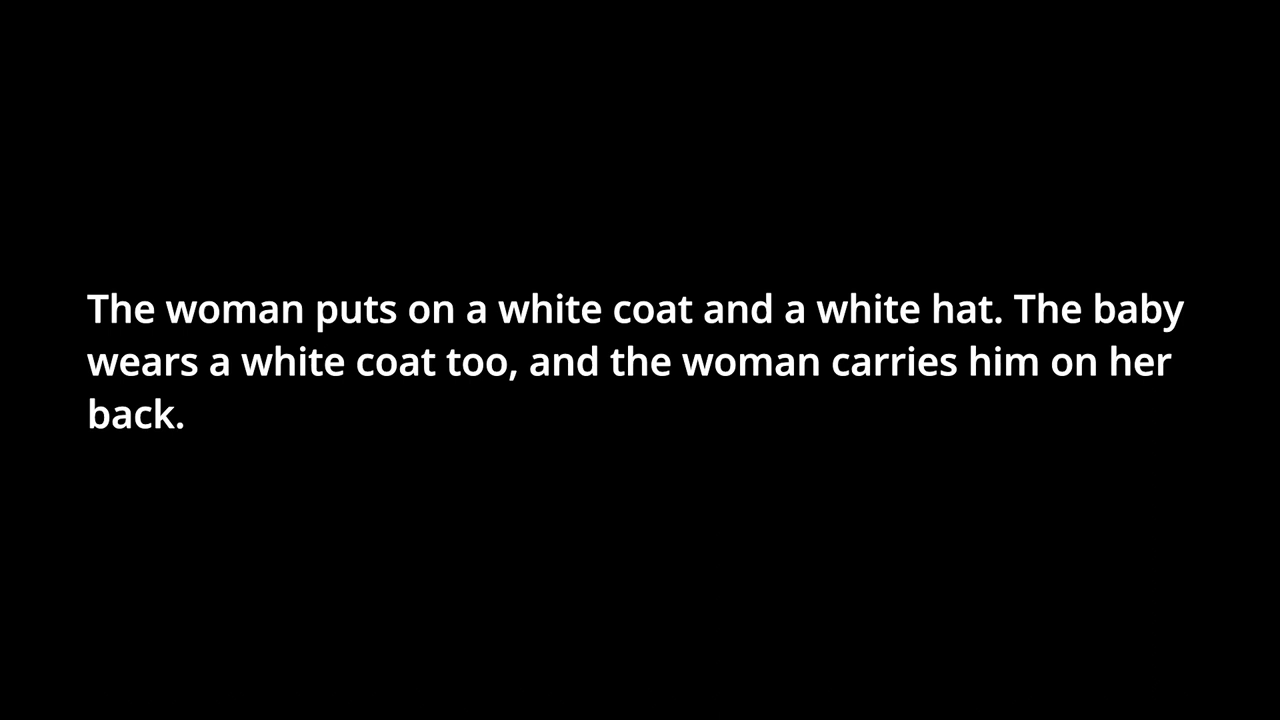 The woman puts on a white coat and a white hat. The baby
wears a white coat too, and the woman carries him on her
back.